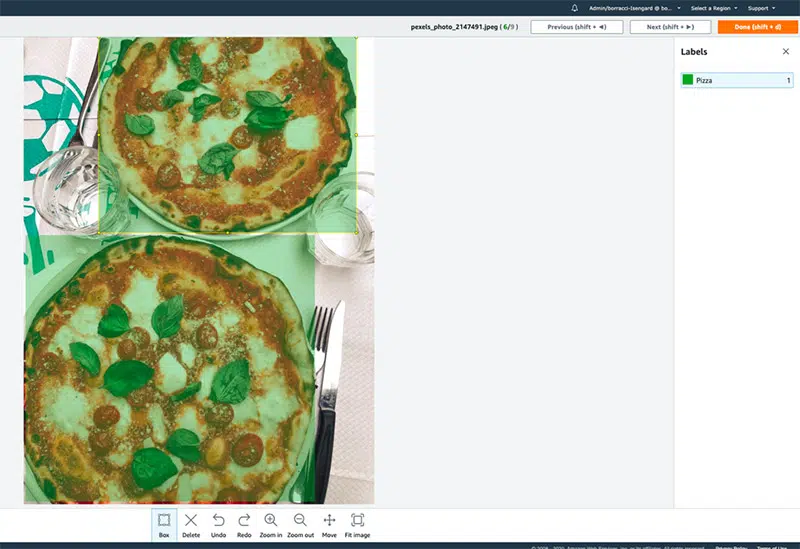 Admin/borracci-Isengard @ bo... Select a Region Support
pexels_photo_2147491.jpeg ( 6/9 ) Previous (shift + ◄) Next (shift + ►) Done (shift + d)
Labels
Pizza 1
Box Delete Undo Redo Zoom in Zoom out Move Fit image